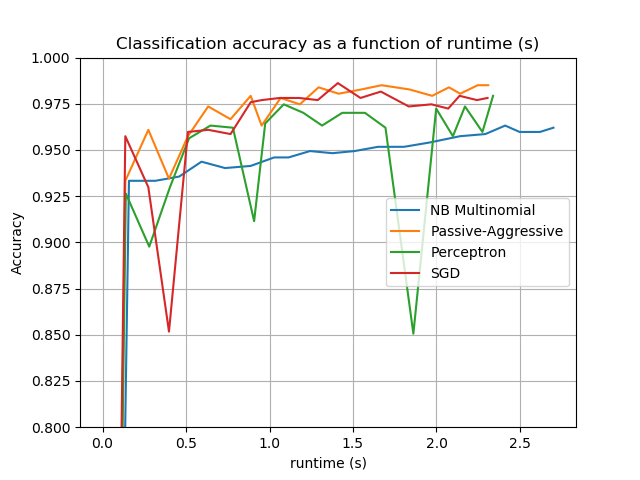 Classification accuracy as a function of runtime (s)
1.000
0.975
0.950
0.925
0.900
0.875
0.850
0.825
0.800
Accuracy
NB Multinomial
Passive-Aggressive
Perceptron
SGD
0.0 0.5 1.0 1.5 2.0 2.5
runtime (s)